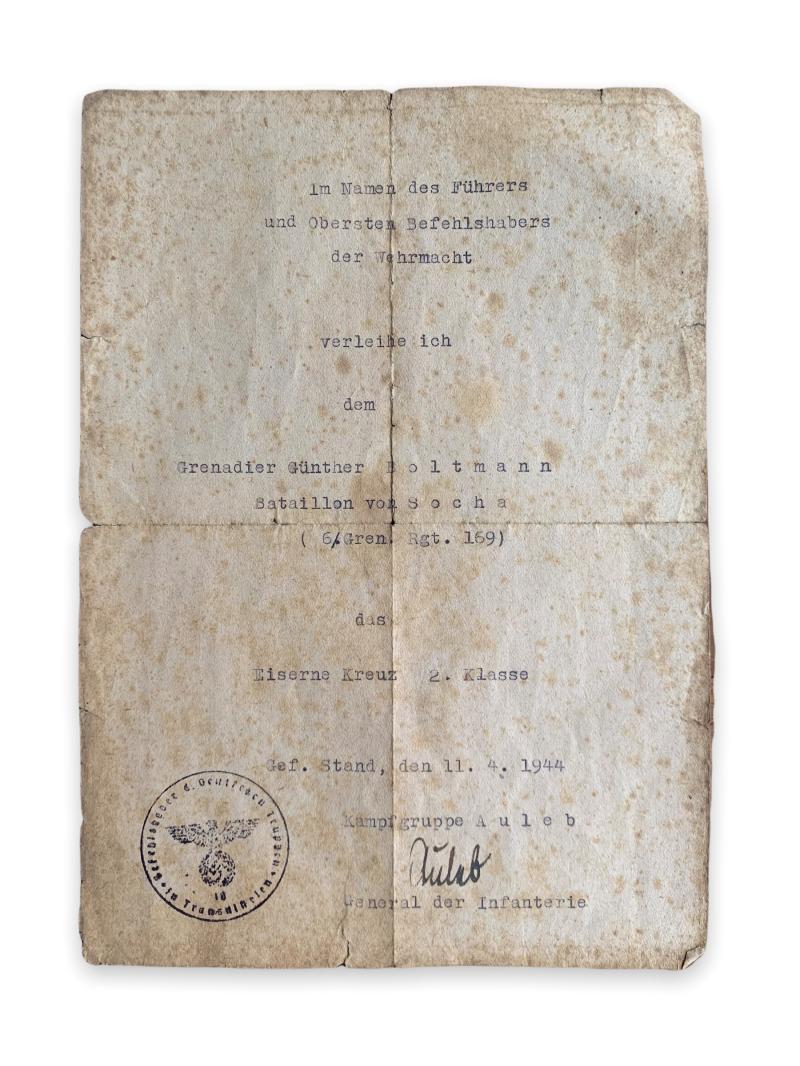 Im Namen des Führers
und Obersten Befehlshabers
der Wehrmacht
verleihe ich
dem
Grenadier Günther Boltmann
Bataillon von Socha
( 6/Gren. Rgt. 169)
das
Eiserne Kreuz 2. Klasse
Gef. Stand, den 11. 4. 1944
Kampfgruppe Auleb
Auleb
General der Infanterie
Befehlshaber d. Deutschen Truppen
in Transnistrien